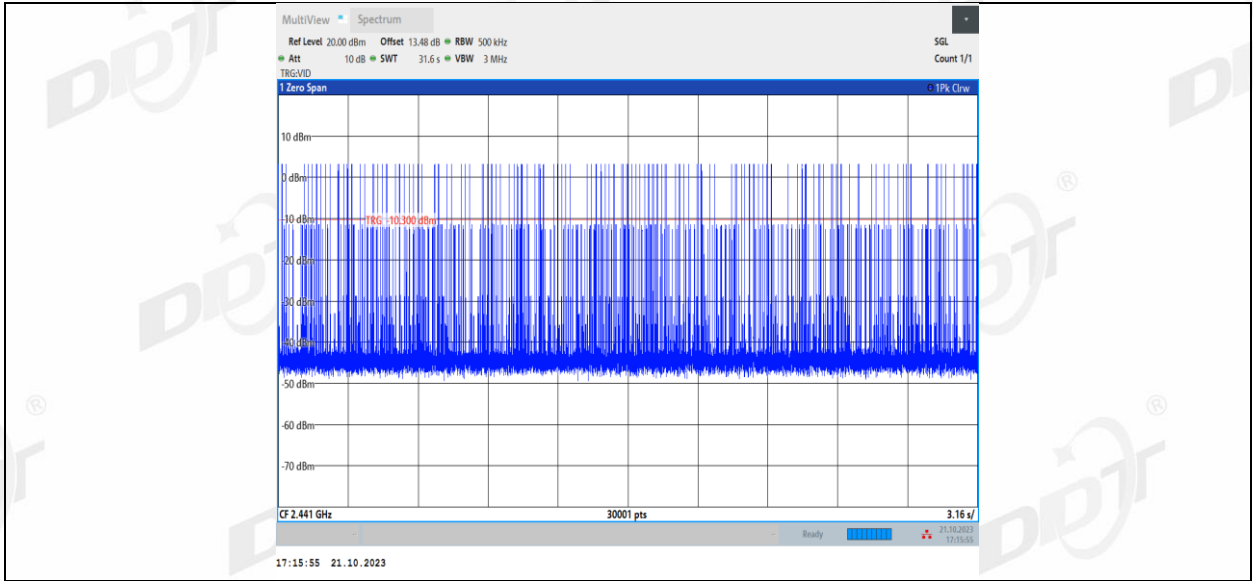 MultiView Spectrum
Ref Level 20.00 dBm Offset 13.48 dB RBW 500 kHz SGL
Att 10 dB SWT 31.6 s VBW 3 MHz Count 1/1
TRG:VID
1 Zero Span 1Pk Clrw
10 dBm
0 dBm
-10 dBm TRG -10.300 dBm
-20 dBm
-30 dBm
-40 dBm
-50 dBm
-60 dBm
-70 dBm
CF 2.441 GHz 30001 pts 3.16 s/
Ready 21.10.2023
17:15:55
17:15:55 21.10.2023
DDT
®